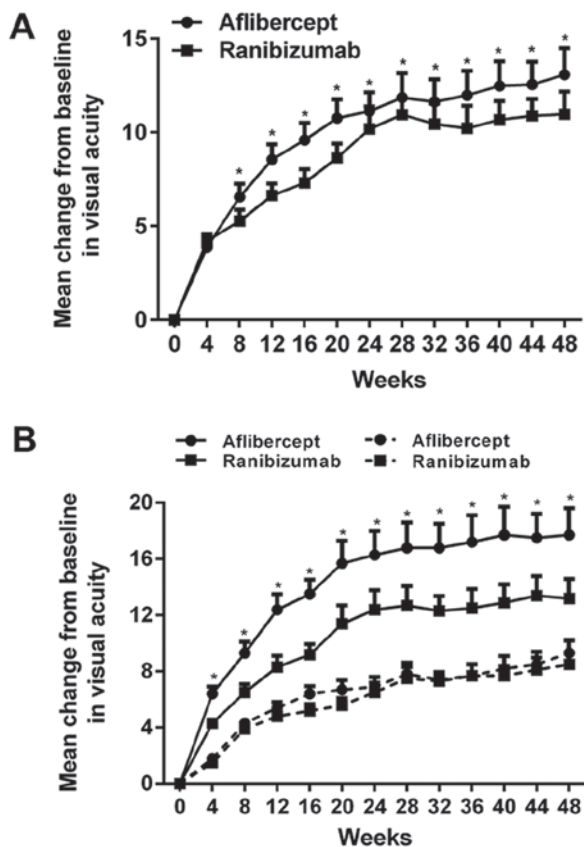 A
Aflibercept
Ranibizumab
Mean change from baseline
in visual acuity
15
10
5
0
* * * * * * * * * * *
0 4 8 12 16 20 24 28 32 36 40 44 48
Weeks
B
Aflibercept Aflibercept
Ranibizumab Ranibizumab
Mean change from baseline
in visual acuity
20
16
12
8
4
0
* * * * * * * * * * * *
0 4 8 12 16 20 24 28 32 36 40 44 48
Weeks